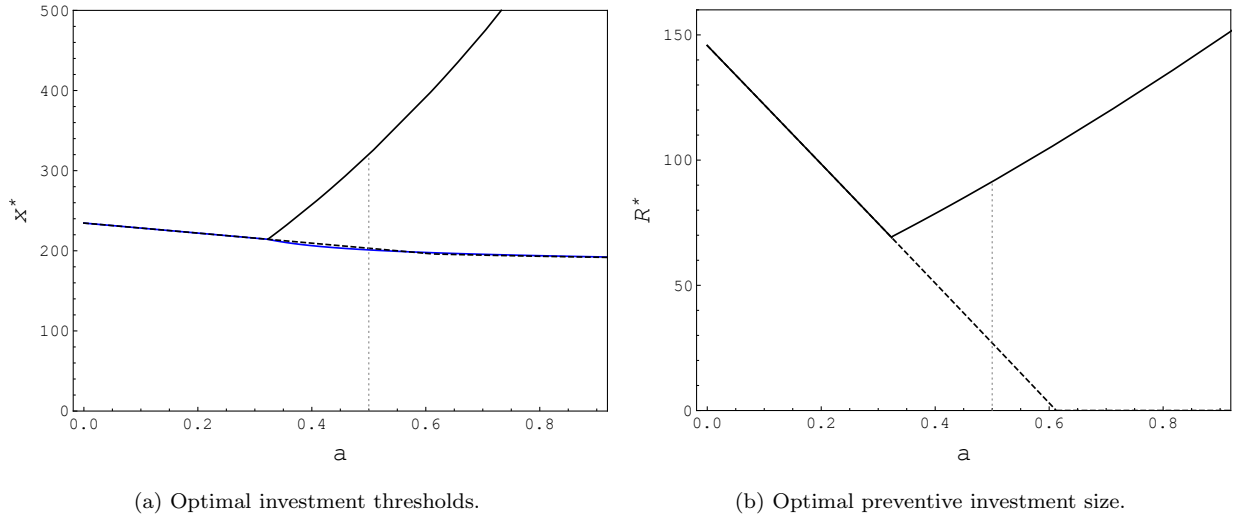 500
400
300
200
100
0
x*
0.0 0.2 0.4 0.6 0.8
a
(a) Optimal investment thresholds.
150
100
50
0
R*
0.0 0.2 0.4 0.6 0.8
a
(b) Optimal preventive investment size.